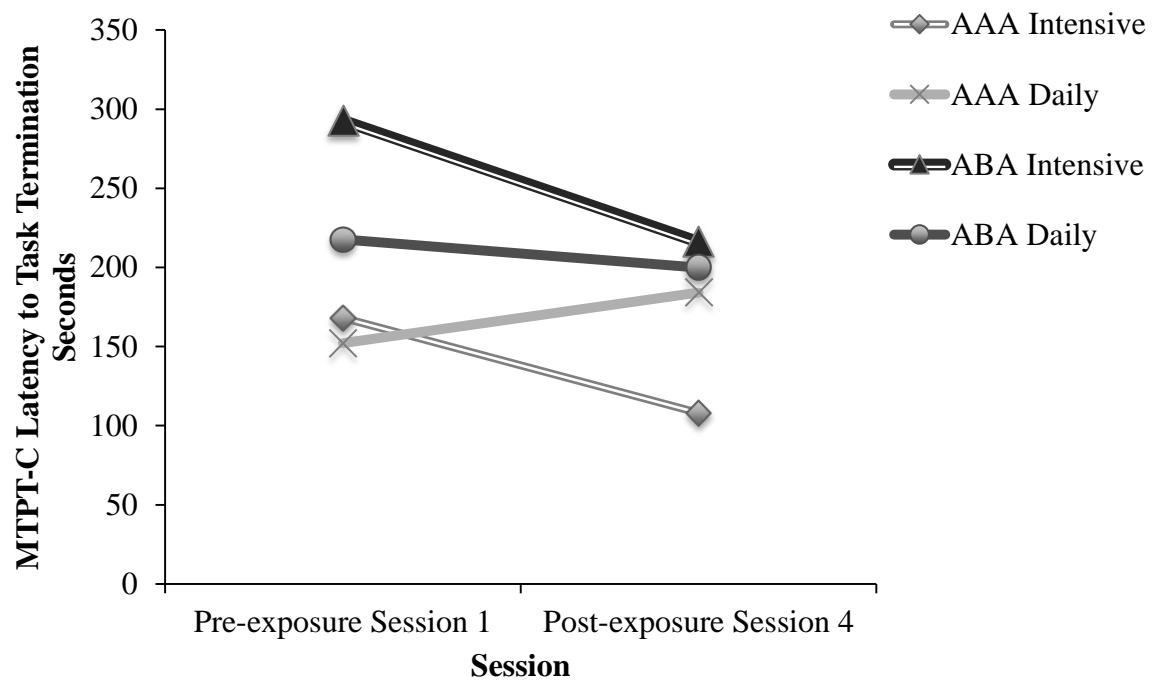 MTPT-C Latency to Task Termination
Seconds
350
300
250
200
150
100
50
0
Pre-exposure Session 1
Post-exposure Session 4
Session
AAA Intensive
AAA Daily
ABA Intensive
ABA Daily